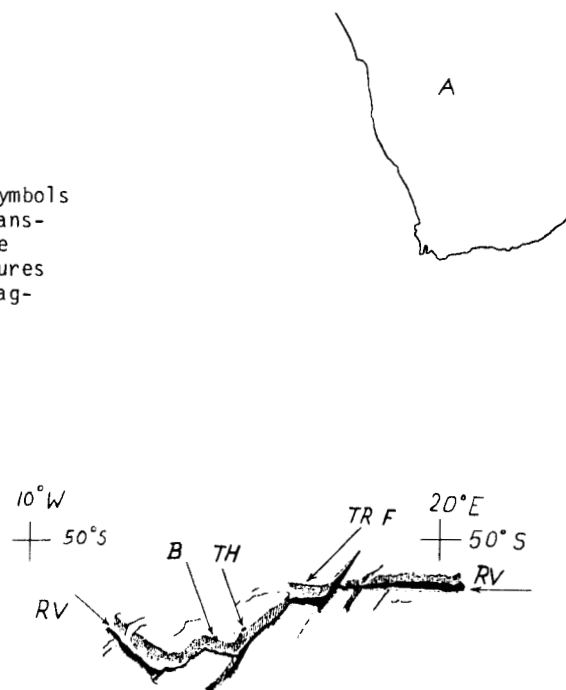 A
ymbols
ans-
e
ures
ag-
10°W
50°S
20°E
50°S
B
TH
TR F
RV
RV